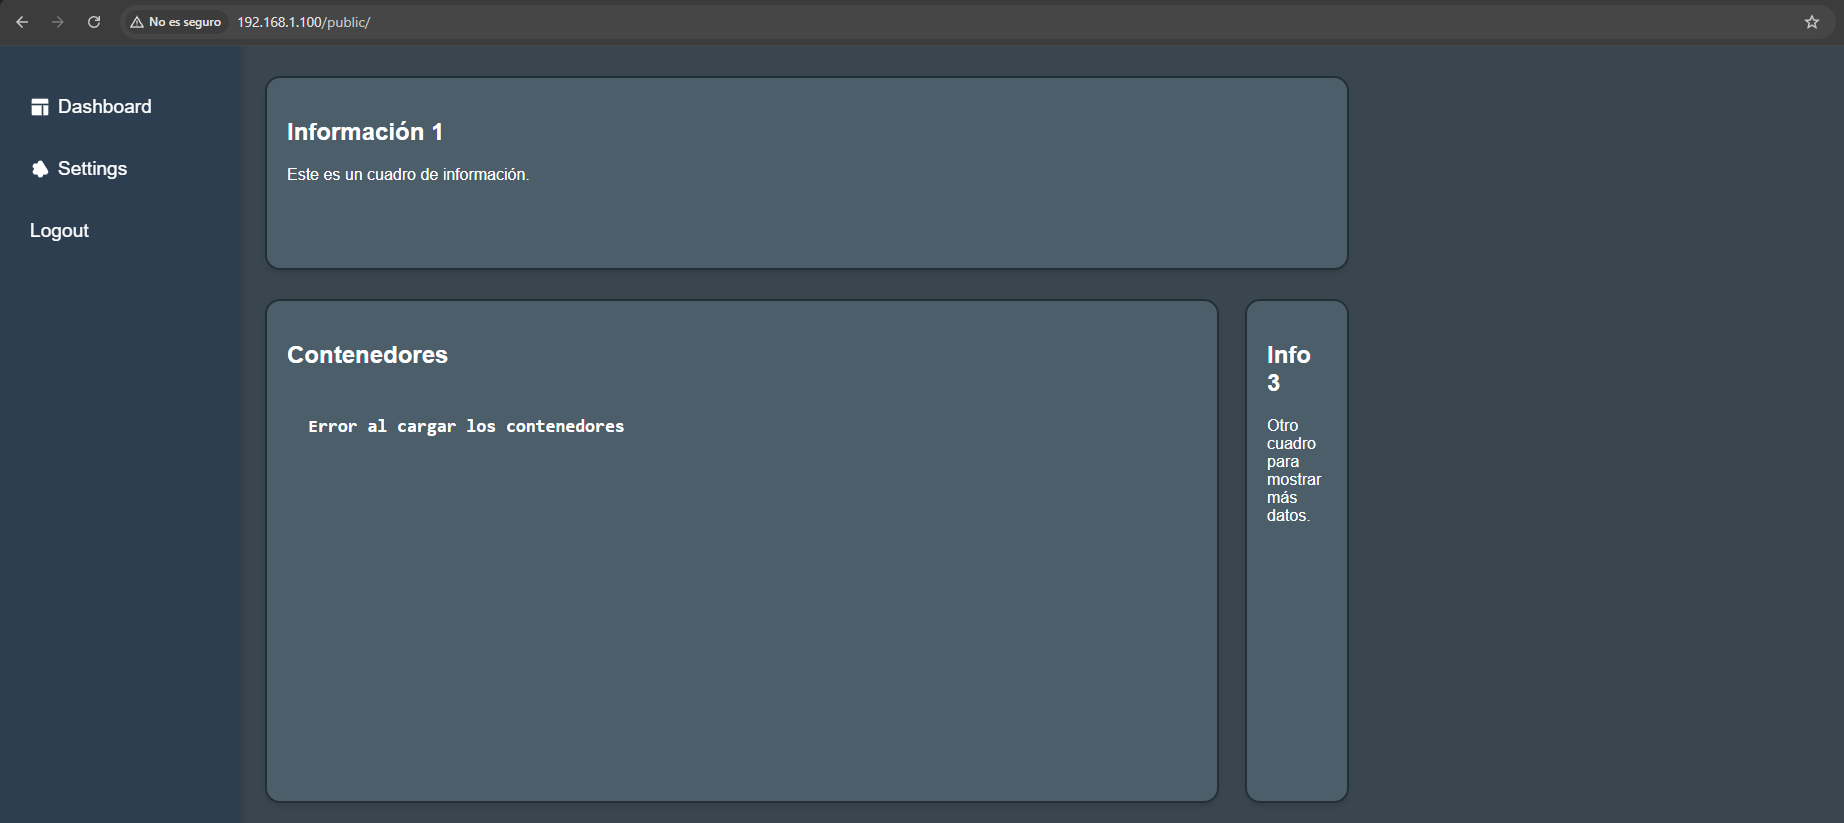 No es seguro
192.168.1.100/public/
Dashboard
Settings
Logout
Información 1
Este es un cuadro de información.
Contenedores
Error al cargar los contenedores
Info
3
Otro
cuadro
para
mostrar
más
datos.